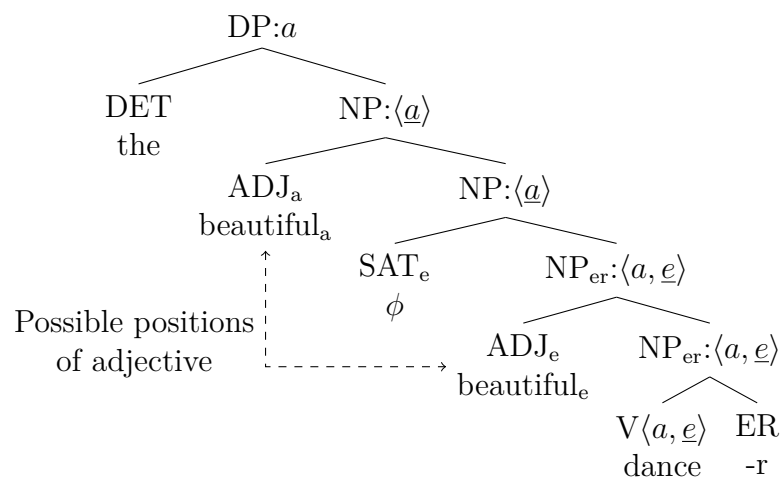 DP:a
DET NP:⟨a⟩
the
ADJa NP:⟨a⟩
beautifula
SATe NPer:⟨a, e⟩
ϕ
Possible positions
of adjective
ADJe NPer:⟨a, e⟩
beautifule
V⟨a, e⟩ ER
dance -r